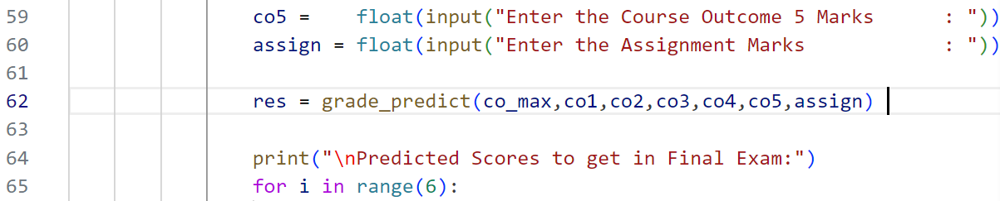 59 co5 =    float(input("Enter the Course Outcome 5 Marks      : "))
60 assign = float(input("Enter the Assignment Marks            : "))
61
62 res = grade_predict(co_max,co1,co2,co3,co4,co5,assign)
63
64 print("\nPredicted Scores to get in Final Exam:")
65 for i in range(6):